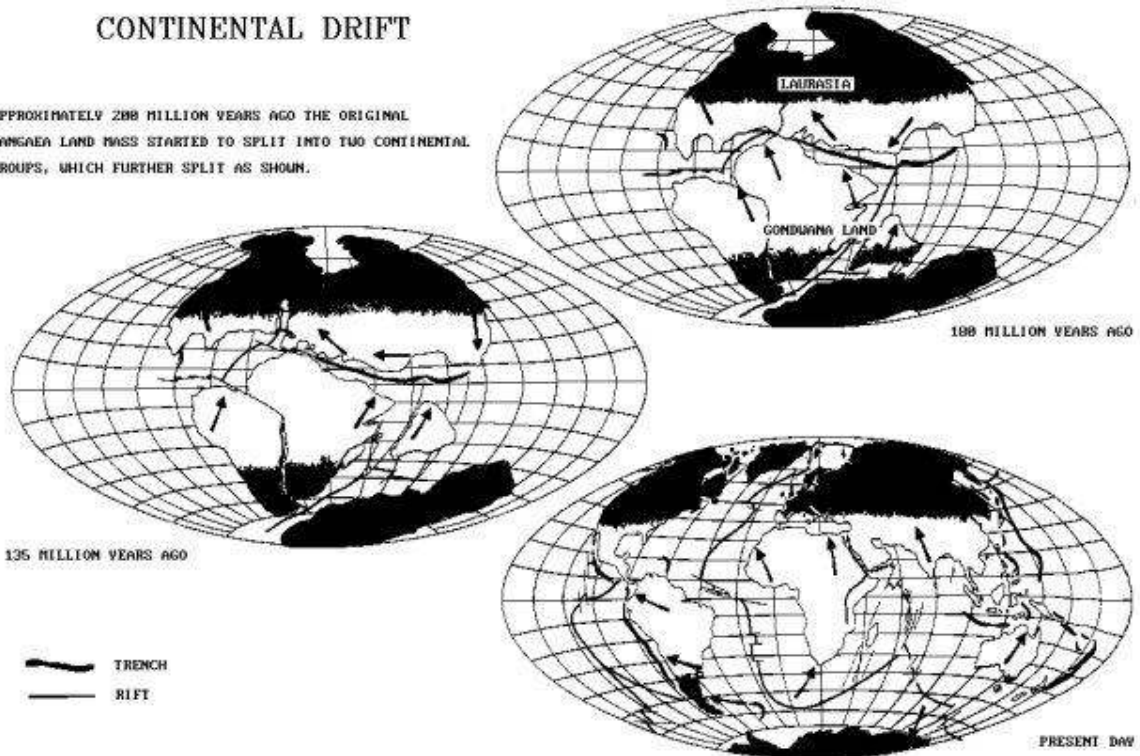 CONTINENTAL DRIFT
PPROXIMATELY 200 MILLION YEARS AGO THE ORIGINAL
ANGAEA LAND MASS STARTED TO SPLIT INTO TWO CONTINENTAL
ROUPS, WHICH FURTHER SPLIT AS SHOWN.
LAURASIA
GONDWANA LAND
180 MILLION YEARS AGO
135 MILLION YEARS AGO
TRENCH
RIFT
PRESENT DAY